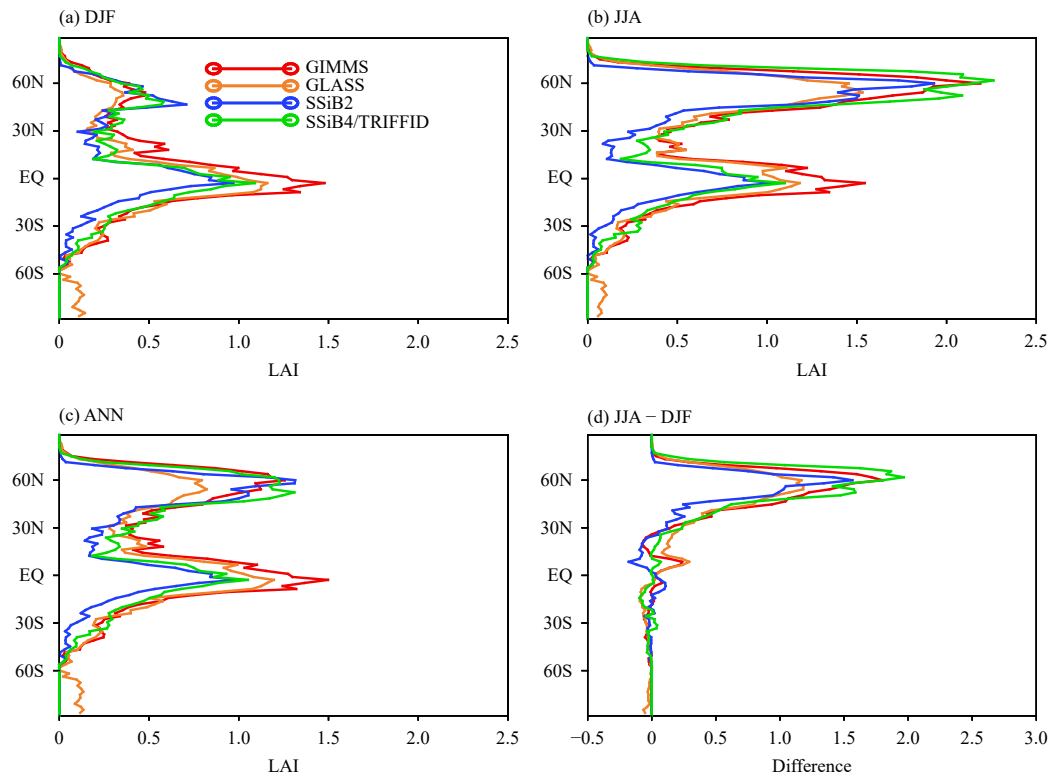 (a) DJF
60N
30N
EQ
30S
60S
0 0.5 1.0 1.5 2.0 2.5
LAI
GIMMS
GLASS
SSiB2
SSiB4/TRIFFID
(b) JJA
60N
30N
EQ
30S
60S
0 0.5 1.0 1.5 2.0 2.5
LAI
(c) ANN
60N
30N
EQ
30S
60S
0 0.5 1.0 1.5 2.0 2.5
LAI
(d) JJA − DJF
60N
30N
EQ
30S
60S
−0.5 0 0.5 1.0 1.5 2.0 2.5 3.0
Difference